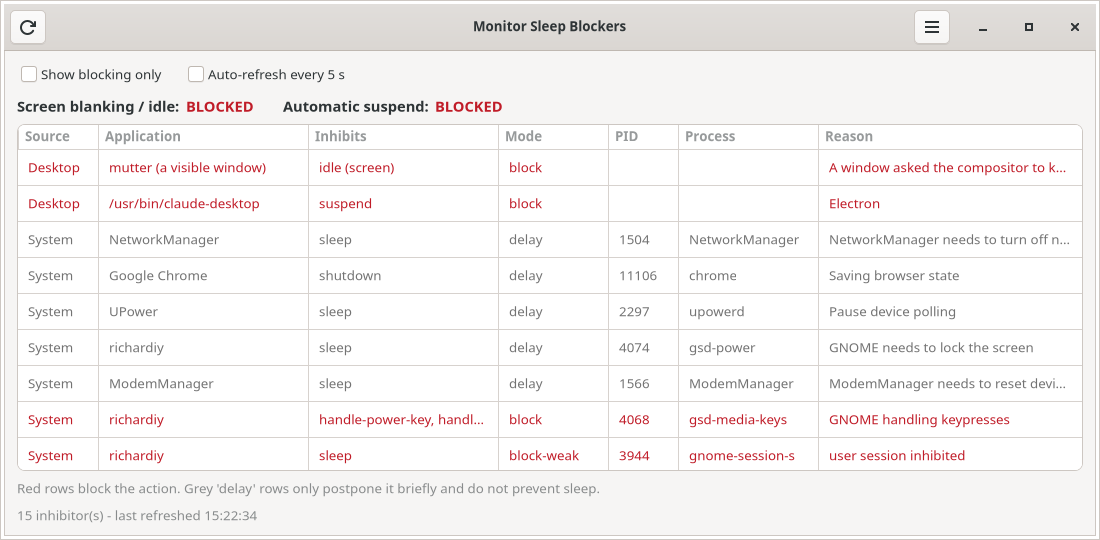 Monitor Sleep Blockers
Show blocking only Auto-refresh every 5 s
Screen blanking / idle: BLOCKED Automatic suspend: BLOCKED
Source Application Inhibits Mode PID Process Reason
Desktop mutter (a visible window) idle (screen) block A window asked the compositor to k...
Desktop /usr/bin/claude-desktop suspend block Electron
System NetworkManager sleep delay 1504 NetworkManager NetworkManager needs to turn off n...
System Google Chrome shutdown delay 11106 chrome Saving browser state
System UPower sleep delay 2297 upowerd Pause device polling
System richardiy sleep delay 4074 gsd-power GNOME needs to lock the screen
System ModemManager sleep delay 1566 ModemManager ModemManager needs to reset devi...
System richardiy handle-power-key, handl... block 4068 gsd-media-keys GNOME handling keypresses
System richardiy sleep block-weak 3944 gnome-session-s user session inhibited
Red rows block the action. Grey 'delay' rows only postpone it briefly and do not prevent sleep.
15 inhibitor(s) - last refreshed 15:22:34